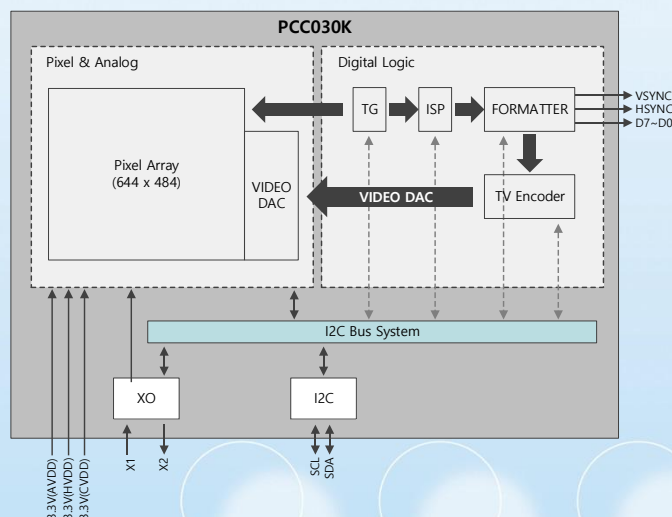 PCC030K
Pixel & Analog
Digital Logic
Pixel Array
(644 x 484)
VIDEO
DAC
TG
ISP
FORMATTER
VSYNC
HSYNC
D7~D0
VIDEO DAC
TV Encoder
I2C Bus System
XO
I2C
3.3V(AVDD)
3.3V(HVDD)
3.3V(CVDD)
X1
X2
SCL
SDA